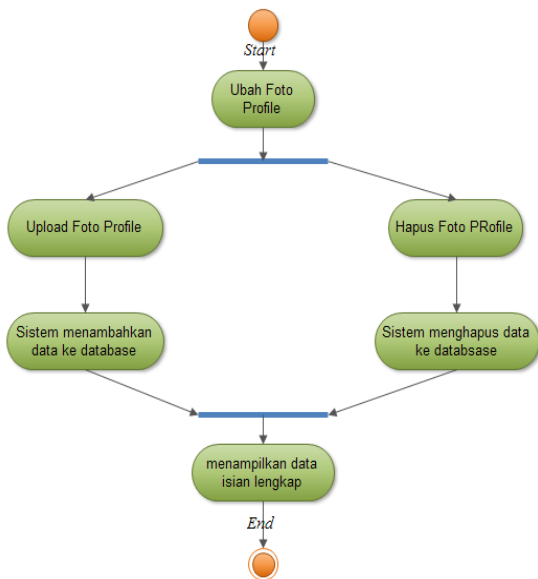 Start
Ubah Foto
Profile
Upload Foto Profile
Hapus Foto PRofile
Sistem menambahkan
data ke database
Sistem menghapus data
ke databsase
menampilkan data
isian lengkap
End